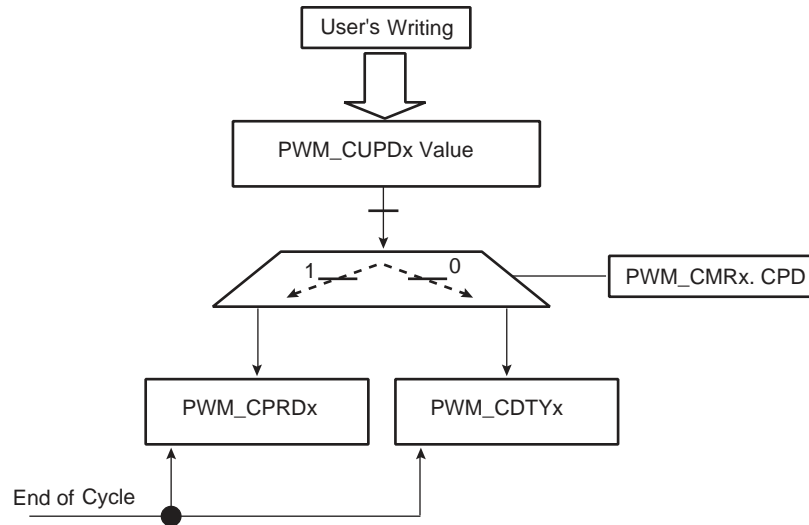 User's Writing
PWM_CUPDx Value
1
0
PWM_CMRx. CPD
PWM_CPRDx
PWM_CDTYx
End of Cycle